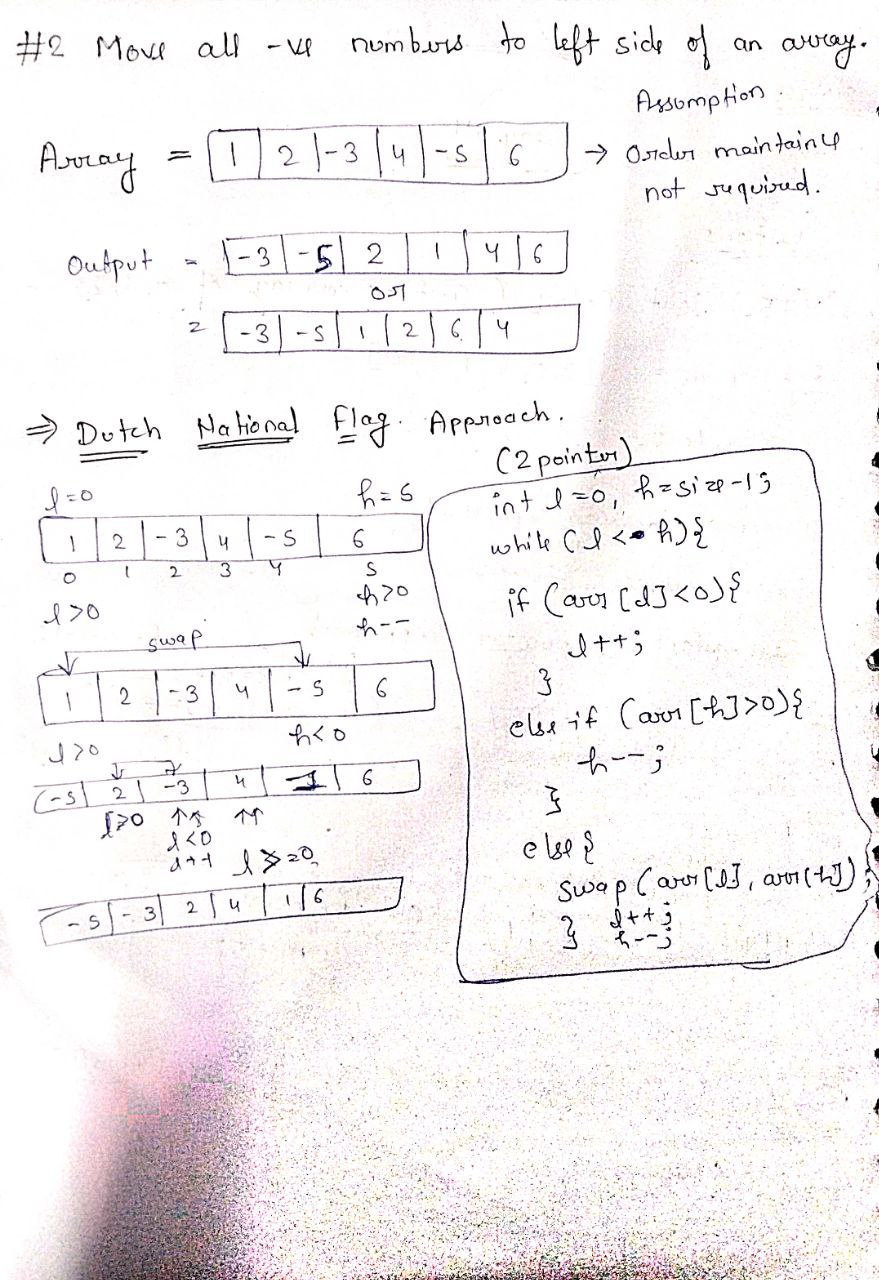 #2 Move all -ve numbers to left side of an array.
Assumption.
Array = 1 2 -3 4 -5 6 → Order maintaine
not required.
Output = -3 -5 2 1 4 6
or
= -3 -5 1 2 6 4
⇒ Dutch National Flag. Approach.
(2 pointer)
l=0 h=5
1 2 -3 4 -5 6
0 1 2 3 4 5
l>0 h>0
h--
swap
1 2 -3 4 -5 6
l>0 h<0
-5 2 -3 4 1 6
l>0 ↑↑ ↑↑
l<0
l++ l>=0
-5 -3 2 4 1 6
int l=0, h=size-1;
while (l<h){
if (arr[l]<0){
l++;
}
else if (arr[h]>0){
h--;
}
else{
swap(arr[l], arr[h]);
} l++;
h--;